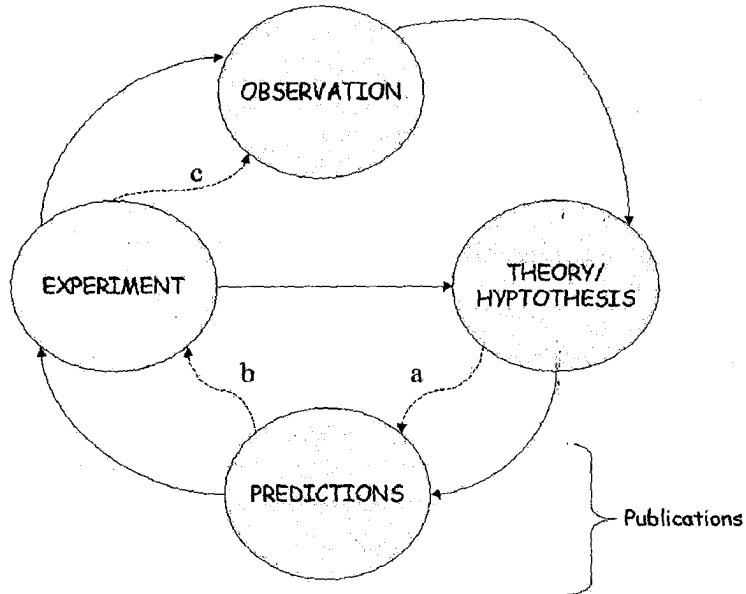 OBSERVATION
c
EXPERIMENT
THEORY/
HYPTOTHESIS
b
a
PREDICTIONS
Publications